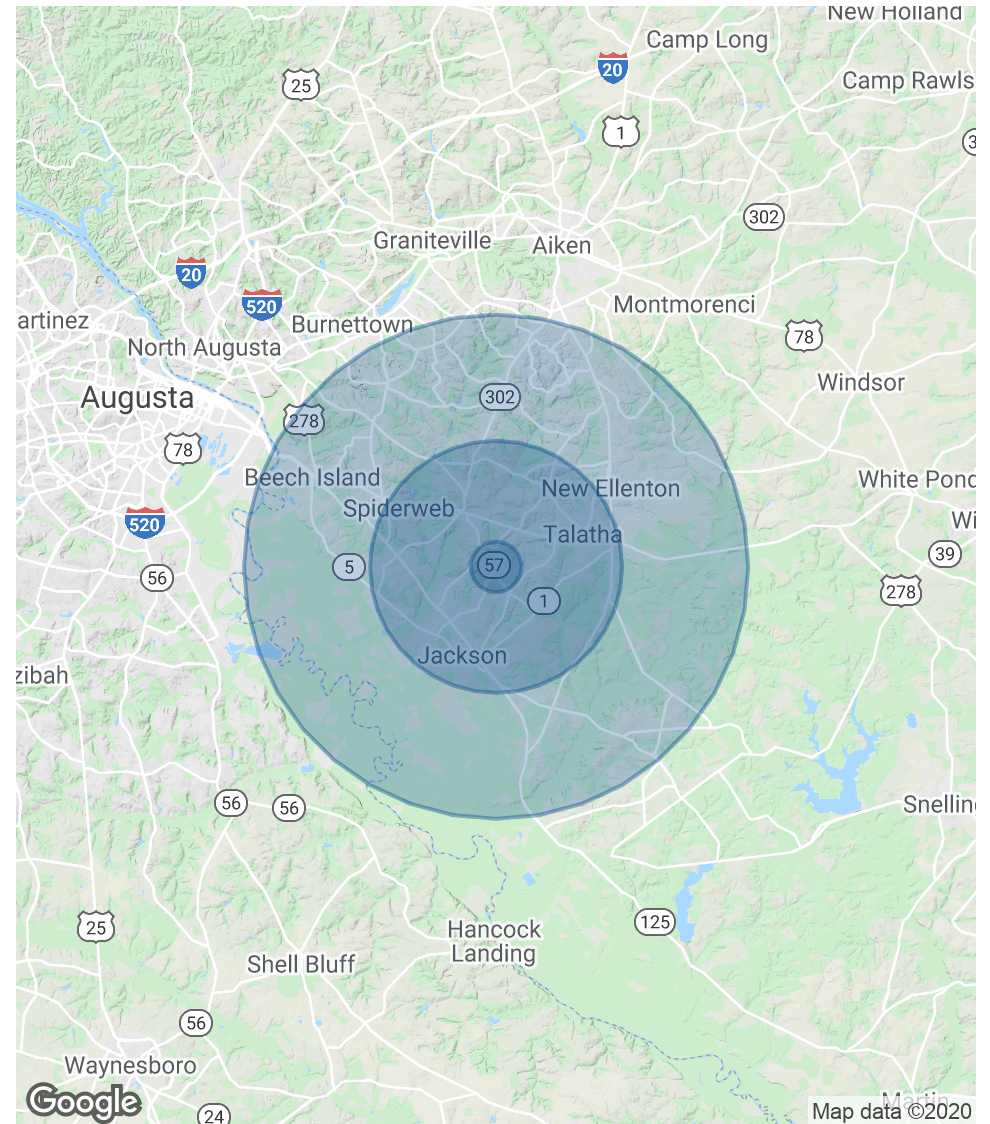 New Holland
Camp Long
20
25
Camp Rawls
1
3
302
Graniteville
Aiken
20
520
Montmorenci
artinez
Burnettown
78
North Augusta
Windsor
Augusta
302
278
78
Beech Island
New Ellenton
White Pond
Spiderweb
520
Talatha
Wi
39
56
5
57
278
1
Jackson
zibah
56
56
Snelling
25
125
Hancock
Landing
Shell Bluff
56
Waynesboro
Google
24
Martin
Map data ©2020